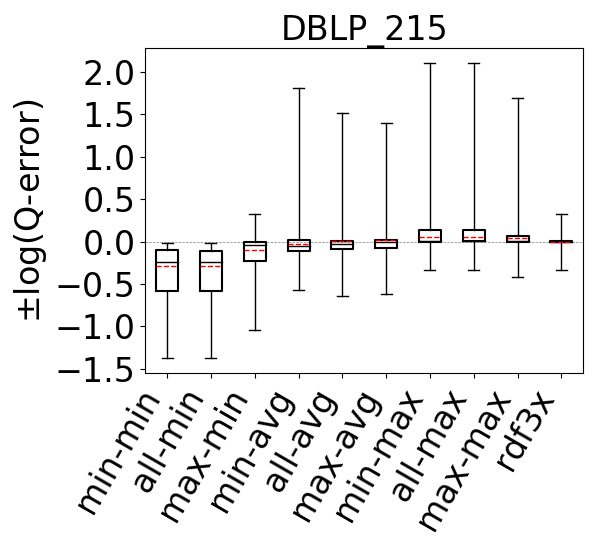 DBLP_215
±log(Q-error)
2.0
1.5
1.0
0.5
0.0
−0.5
−1.0
−1.5
min-min
all-min
max-min
min-avg
all-avg
max-avg
min-max
all-max
max-max
rdf3x